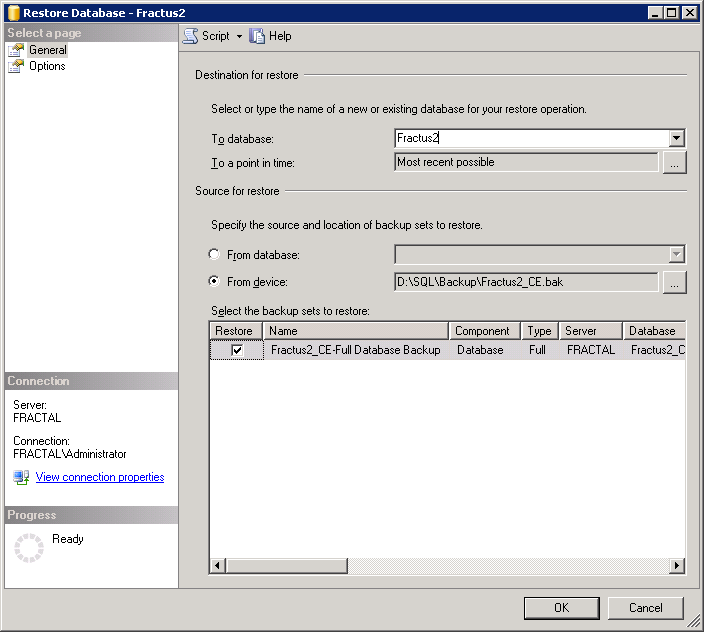 Restore Database - Fractus2
Select a page
General
Options
Script Help
Destination for restore
Select or type the name of a new or existing database for your restore operation.
To database: Fractus2
To a point in time: Most recent possible ...
Source for restore
Specify the source and location of backup sets to restore.
From database:
From device: D:\SQL\Backup\Fractus2_CE.bak ...
Select the backup sets to restore:
Restore Name Component Type Server Database
Fractus2_CE-Full Database Backup Database Full FRACTAL Fractus2_C
Connection
Server:
FRACTAL
Connection:
FRACTAL\Administrator
View connection properties
Progress
Ready
OK Cancel